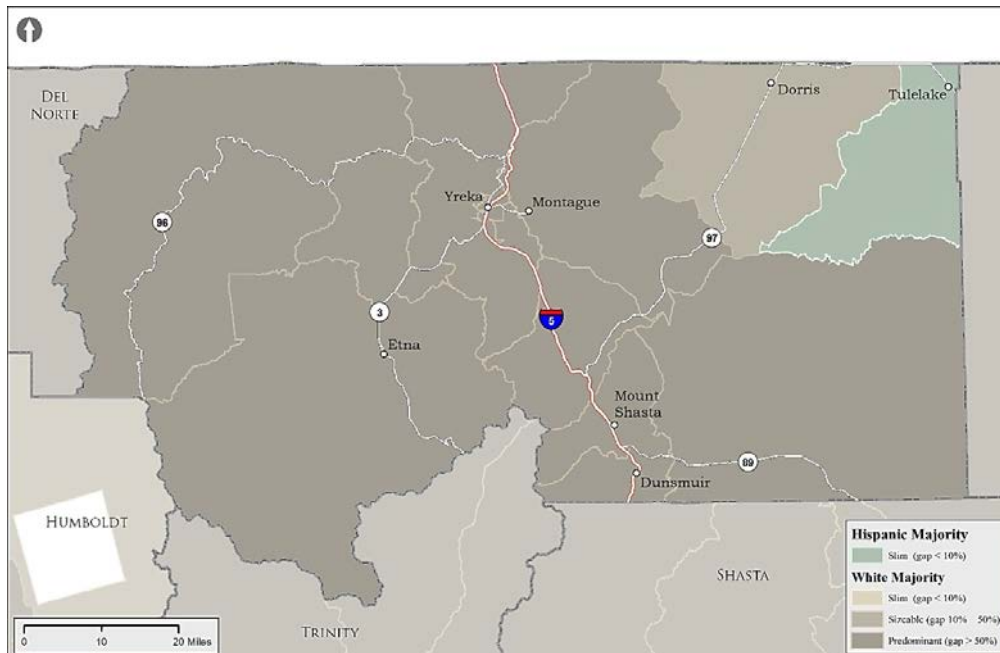 DEL
NORTE
Dorris
Tulelake
Yreka
Montague
96
97
3
5
Etna
Mount
Shasta
89
Dunsmuir
HUMBOLDT
SHASTA
TRINITY
0 10 20 Miles
Hispanic Majority
Slim (gap < 10%)
White Majority
Slim (gap < 10%)
Sizeable (gap 10% 50%)
Predominant (gap > 50%)